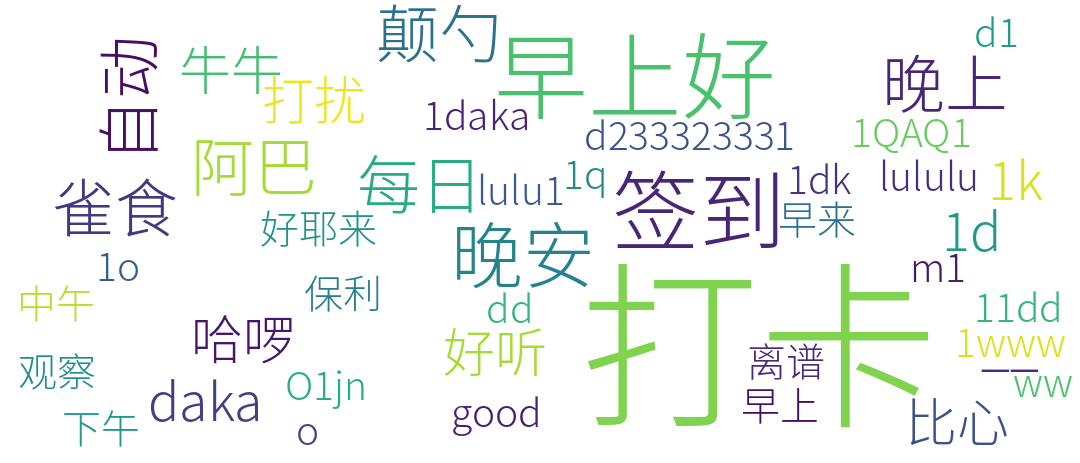 颠勺
早上好
d1
自动
牛牛
打扰
1daka
d233323331
晚上
1QAQ1
阿巴
每日
lulu1
1q
签到
1dk
lululu
1k
雀食
好耶来
晚安
早来
1d
1o
保利
m1
中午
哈啰
dd
打卡
11dd
观察
好听
离谱
1www
一一
ww
下午
daka
O1jn
o
good
早上
比心